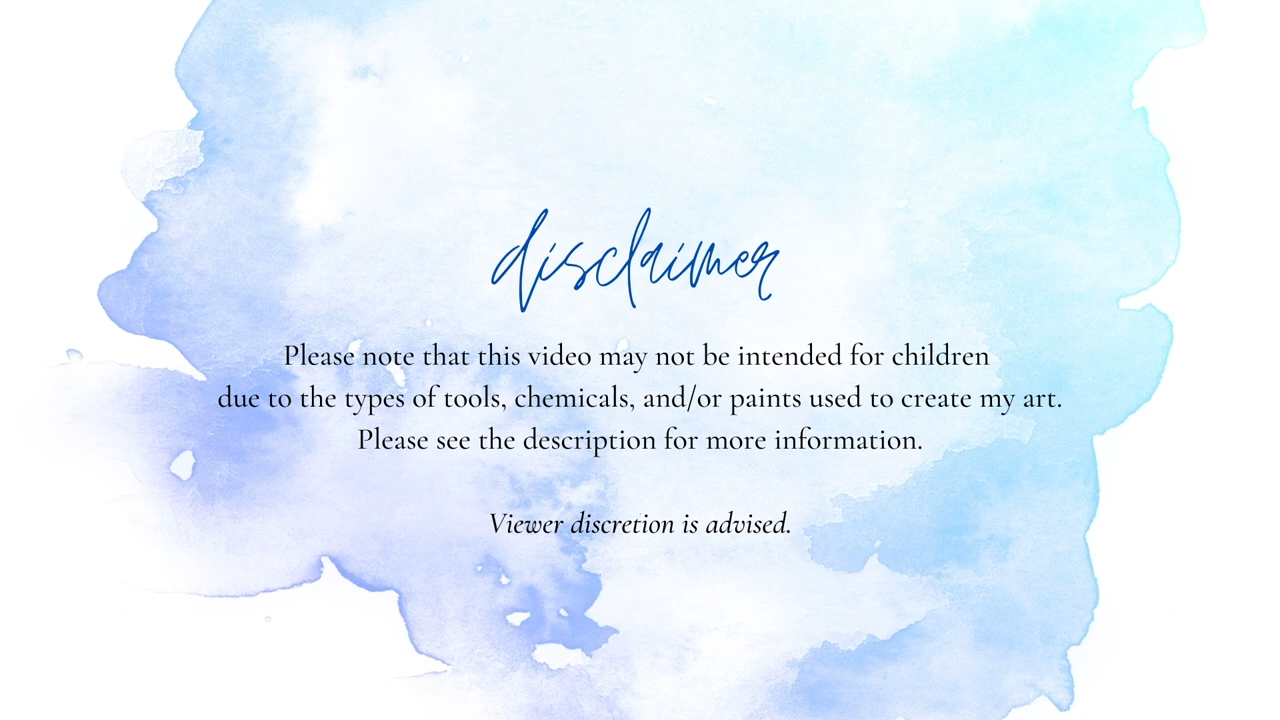 disclaimer
Please note that this video may not be intended for children
due to the types of tools, chemicals, and/or paints used to create my art.
Please see the description for more information.
Viewer discretion is advised.